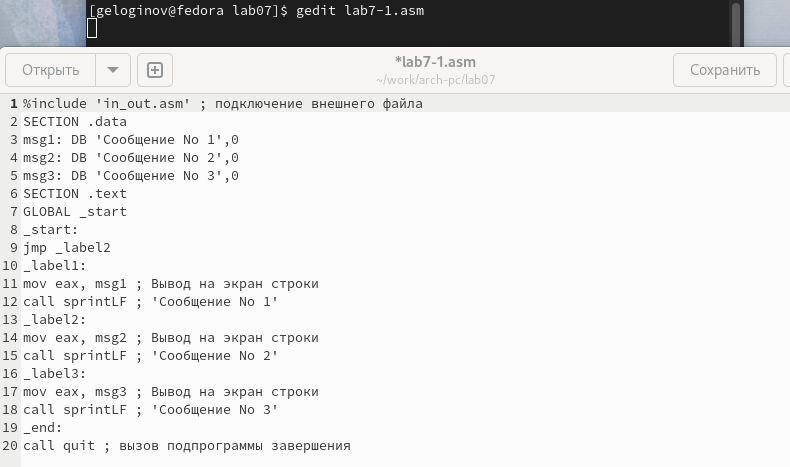 [geloginov@fedora lab07]$ gedit lab7-1.asm
Открыть
*lab7-1.asm
~/work/arch-pc/lab07
Сохранить
1 %include 'in_out.asm' ; подключение внешнего файла
2 SECTION .data
3 msg1: DB 'Сообщение No 1',0
4 msg2: DB 'Сообщение No 2',0
5 msg3: DB 'Сообщение No 3',0
6 SECTION .text
7 GLOBAL _start
8 _start:
9 jmp _label2
10 _label1:
11 mov eax, msg1 ; Вывод на экран строки
12 call sprintLF ; 'Сообщение No 1'
13 _label2:
14 mov eax, msg2 ; Вывод на экран строки
15 call sprintLF ; 'Сообщение No 2'
16 _label3:
17 mov eax, msg3 ; Вывод на экран строки
18 call sprintLF ; 'Сообщение No 3'
19 _end:
20 call quit ; вызов подпрограммы завершения